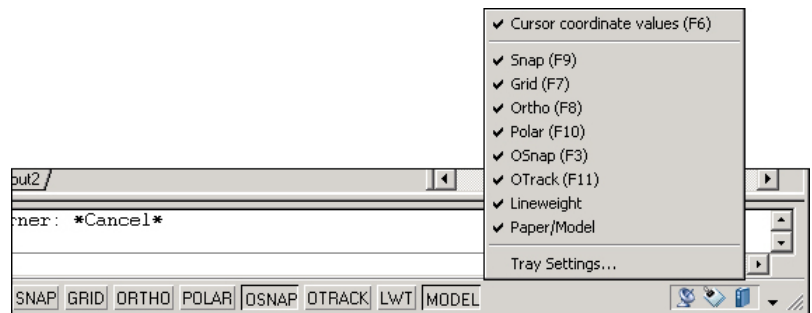 Cursor coordinate values (F6)
Snap (F9)
Grid (F7)
Ortho (F8)
Polar (F10)
OSnap (F3)
OTrack (F11)
Lineweight
Paper/Model
Tray Settings...
out2
rner: *Cancel*
SNAP GRID ORTHO POLAR OSNAP OTRACK LWT MODEL